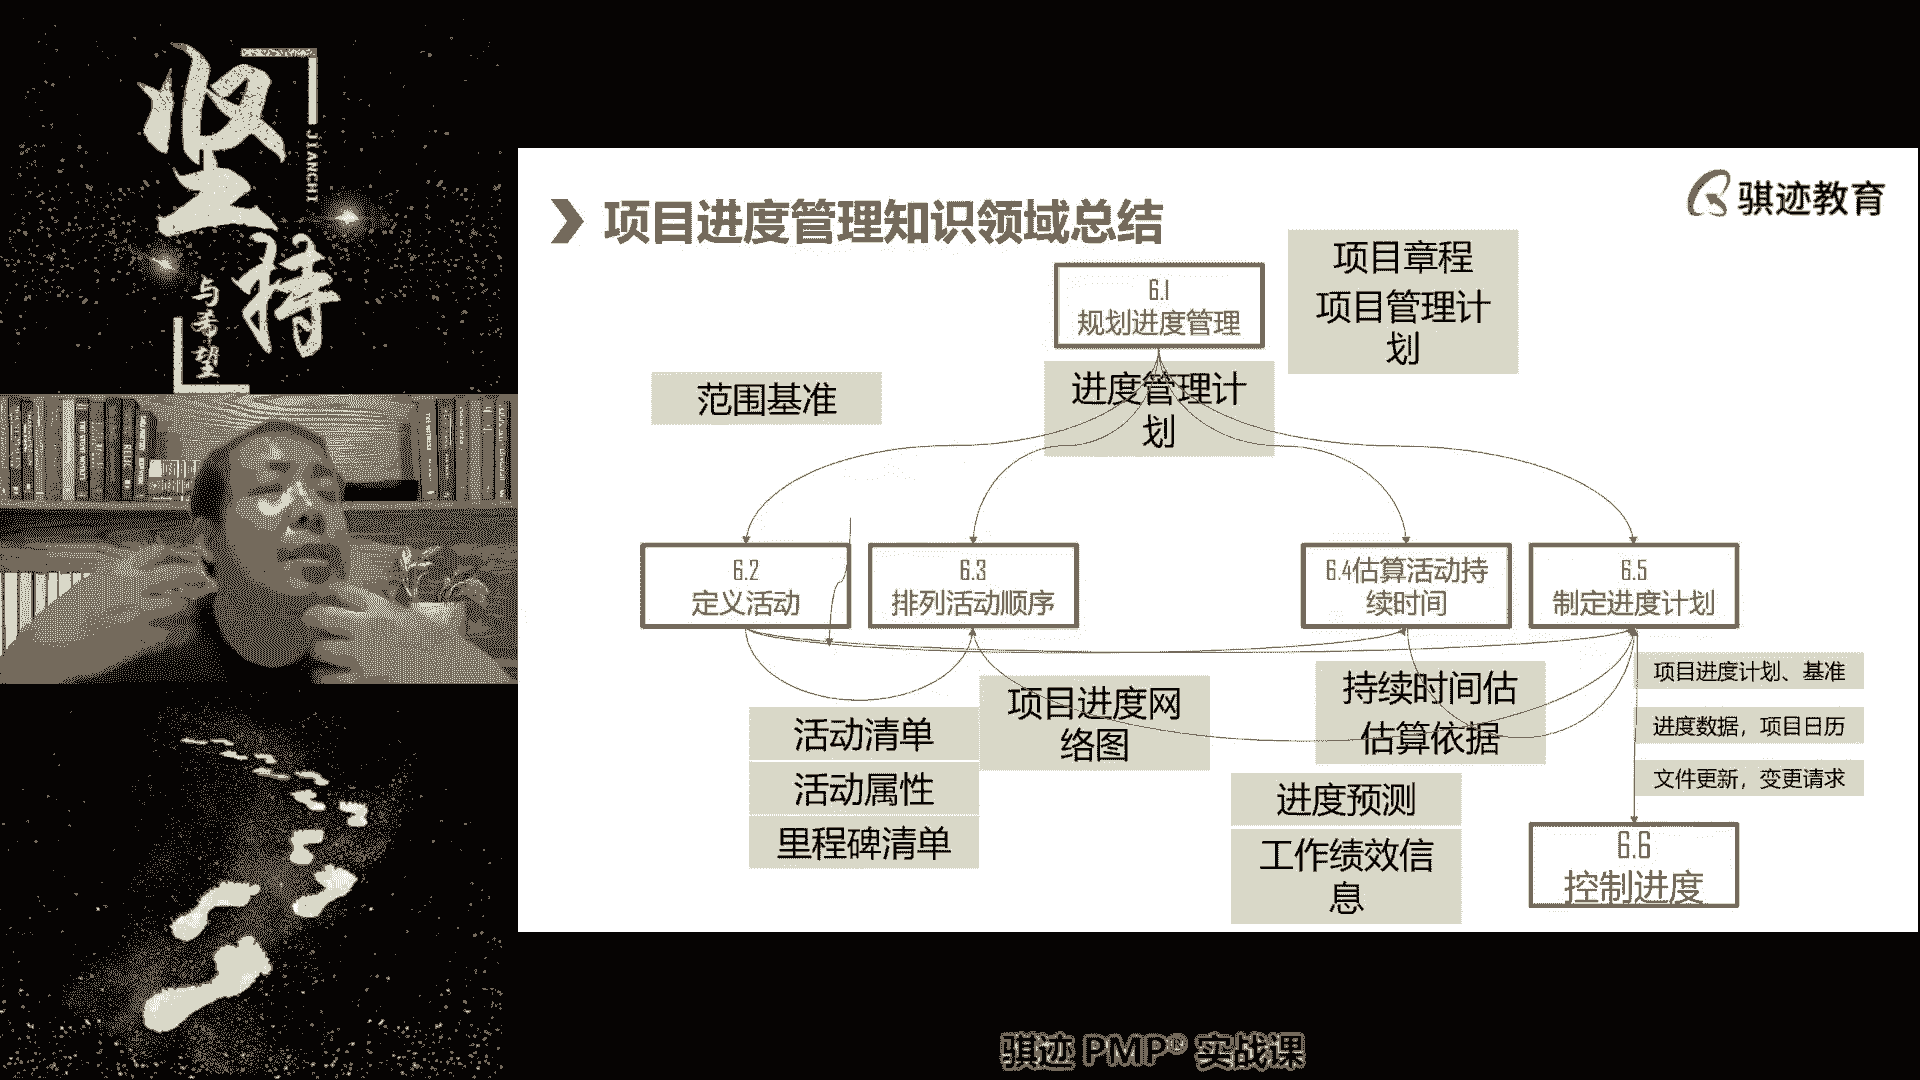 坚
持
JIANCHI
与希望
骐迹教育
项目进度管理知识领域总结
项目章程
项目管理计
划
6.1
规划进度管理
范围基准
进度管理计
划
6.2
定义活动
6.3
排列活动顺序
6.4估算活动持
续时间
6.5
制定进度计划
项目进度计划、基准
进度数据，项目日历
文件更新，变更请求
持续时间估
估算依据
项目进度网
络图
活动清单
活动属性
里程碑清单
进度预测
工作绩效信
息
6.6
控制进度
骐迹 PMP® 实战课